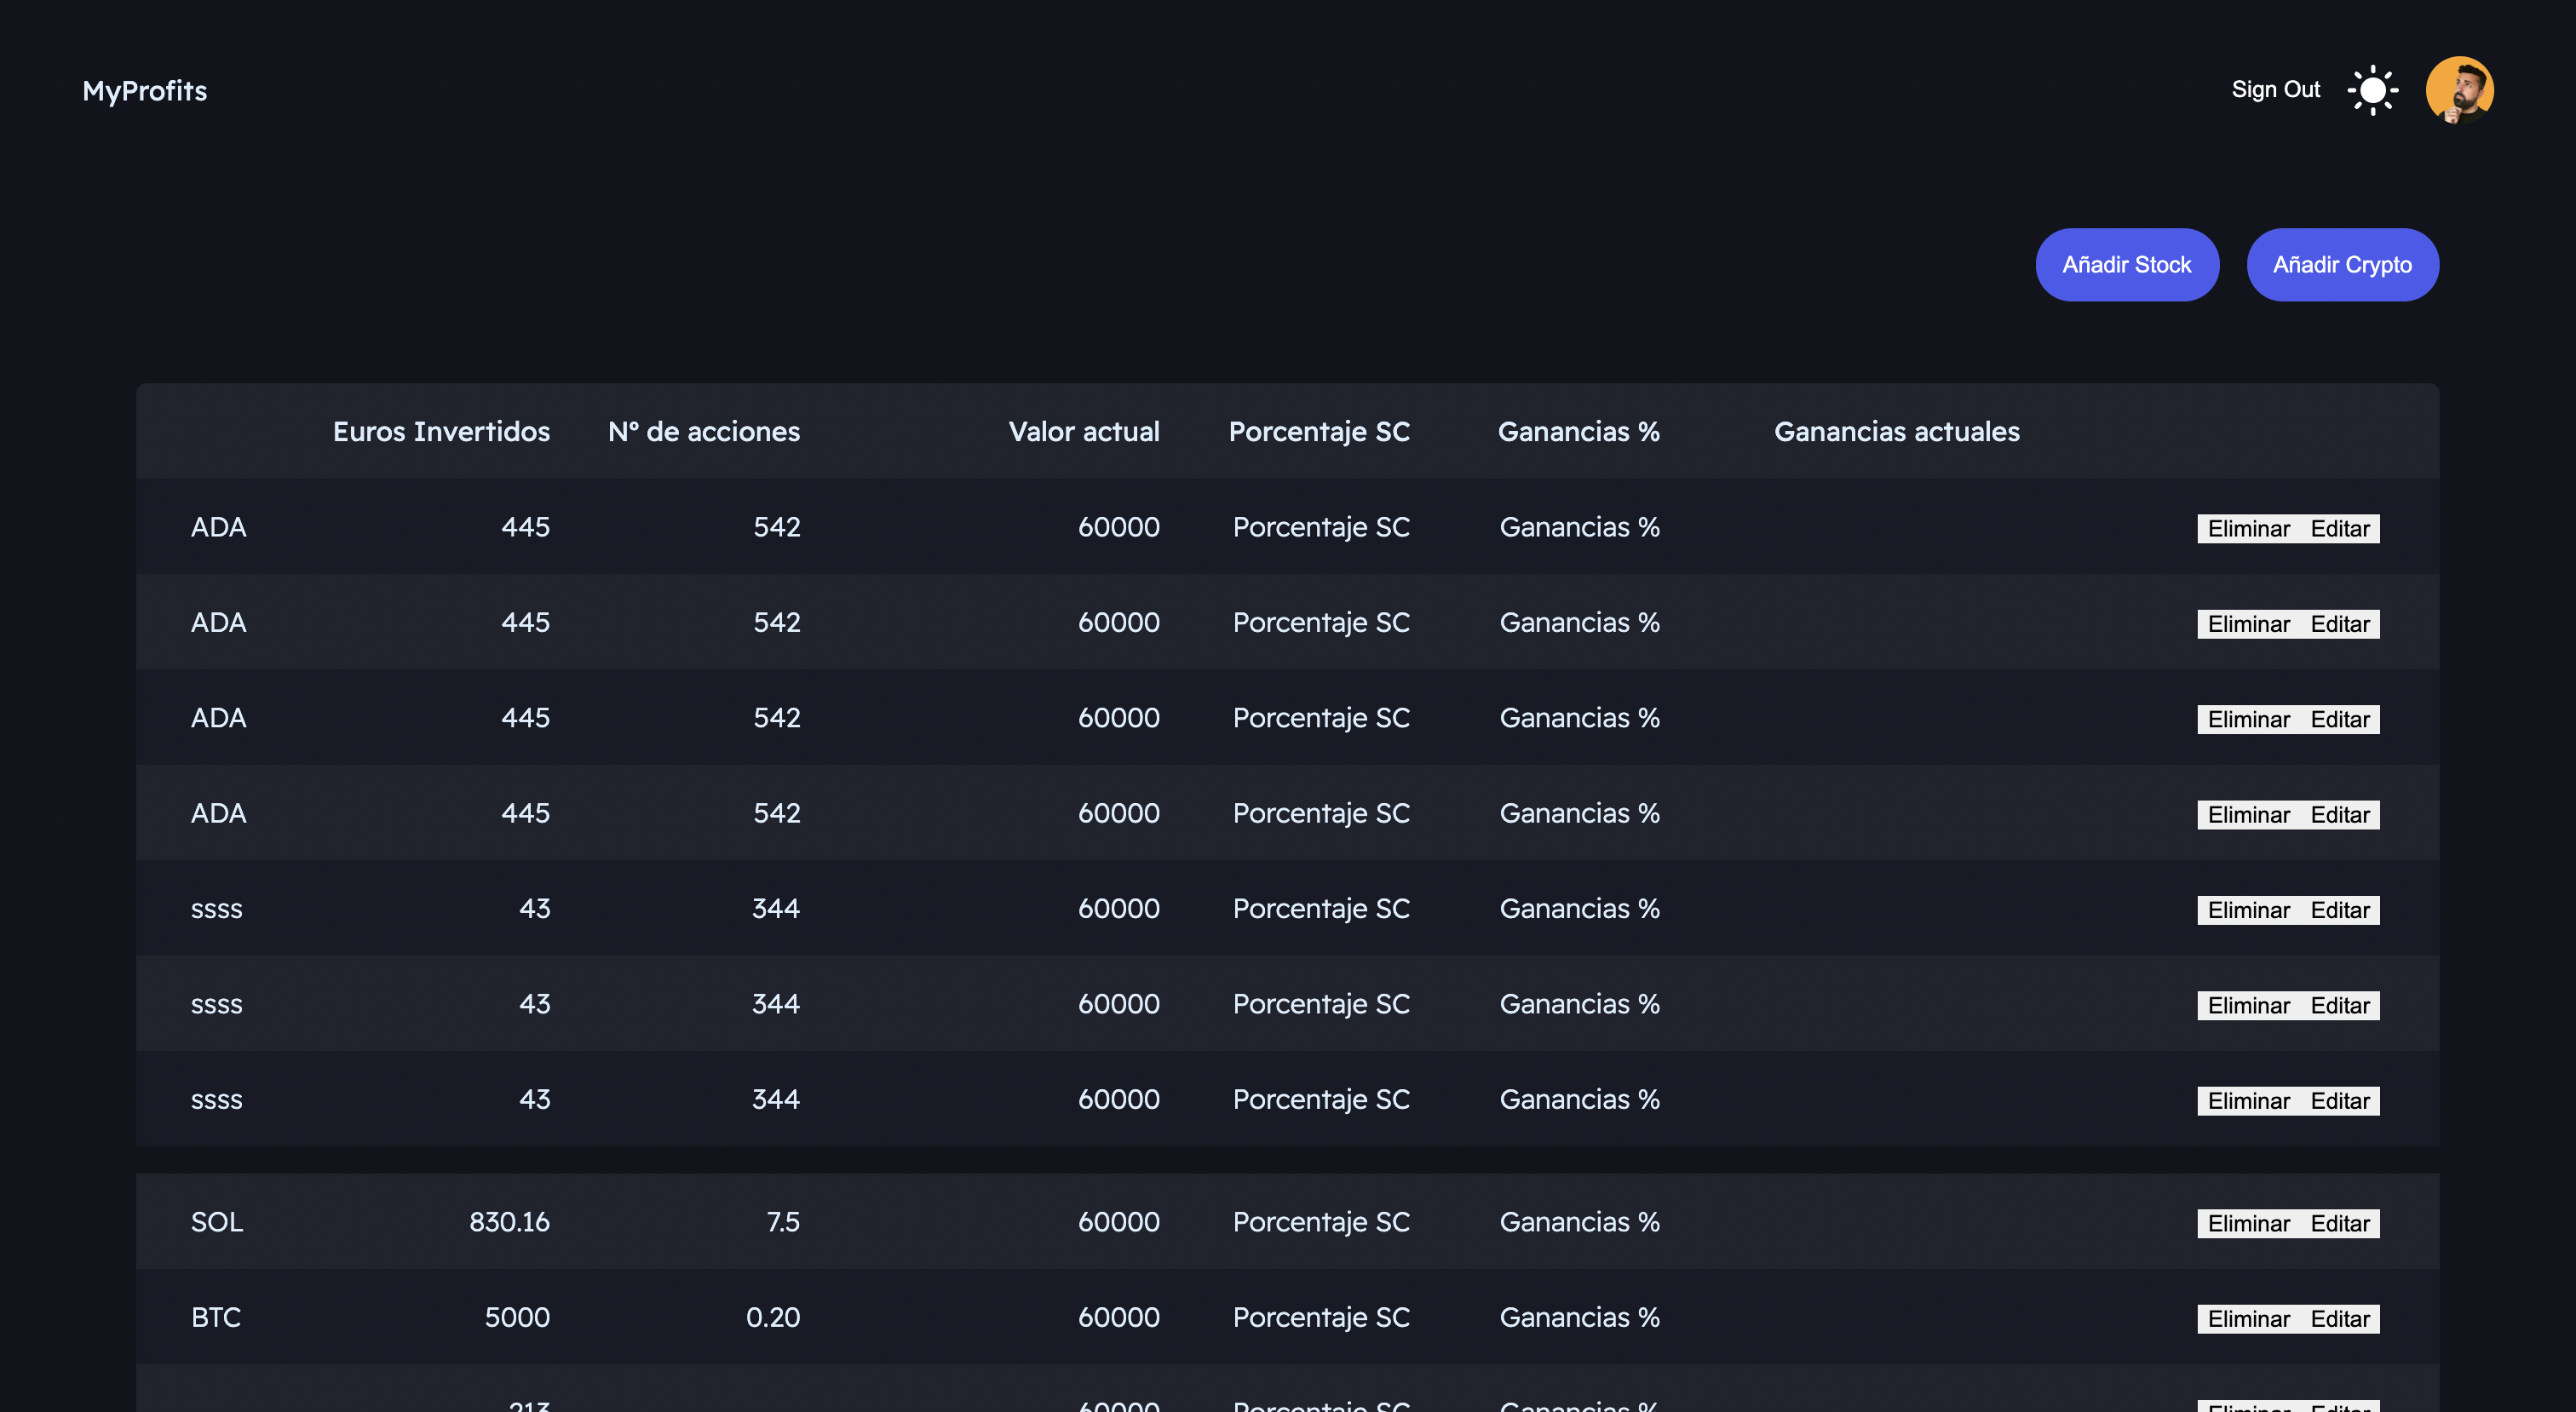 MyProfits
Sign Out
Añadir Stock Añadir Crypto
Euros Invertidos Nº de acciones Valor actual Porcentaje SC Ganancias % Ganancias actuales
ADA 445 542 60000 Porcentaje SC Ganancias % Eliminar Editar
ADA 445 542 60000 Porcentaje SC Ganancias % Eliminar Editar
ADA 445 542 60000 Porcentaje SC Ganancias % Eliminar Editar
ADA 445 542 60000 Porcentaje SC Ganancias % Eliminar Editar
ssss 43 344 60000 Porcentaje SC Ganancias % Eliminar Editar
ssss 43 344 60000 Porcentaje SC Ganancias % Eliminar Editar
ssss 43 344 60000 Porcentaje SC Ganancias % Eliminar Editar
SOL 830.16 7.5 60000 Porcentaje SC Ganancias % Eliminar Editar
BTC 5000 0.20 60000 Porcentaje SC Ganancias % Eliminar Editar
213 60000 Porcentaje SC Ganancias % Eliminar Editar